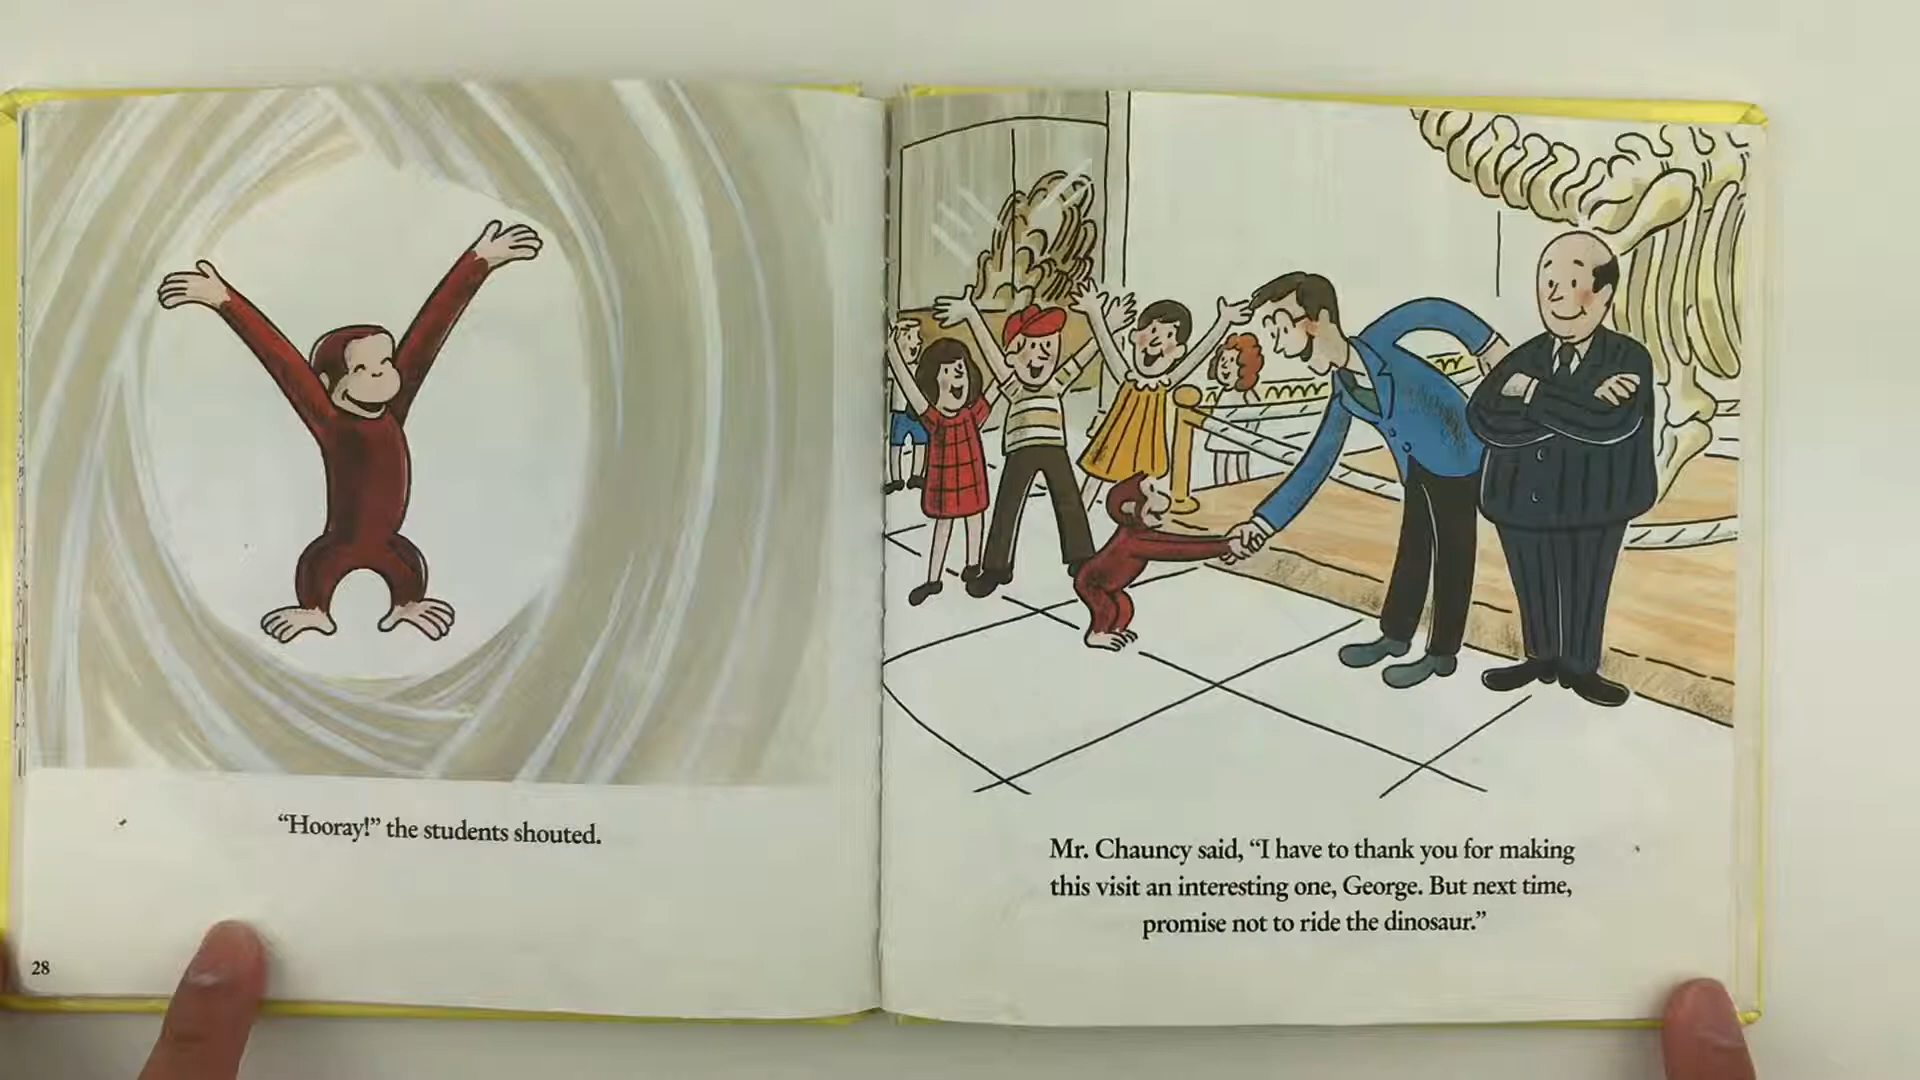 “Hooray!” the students shouted.
28
Mr. Chauncy said, “I have to thank you for making
this visit an interesting one, George. But next time,
promise not to ride the dinosaur.”